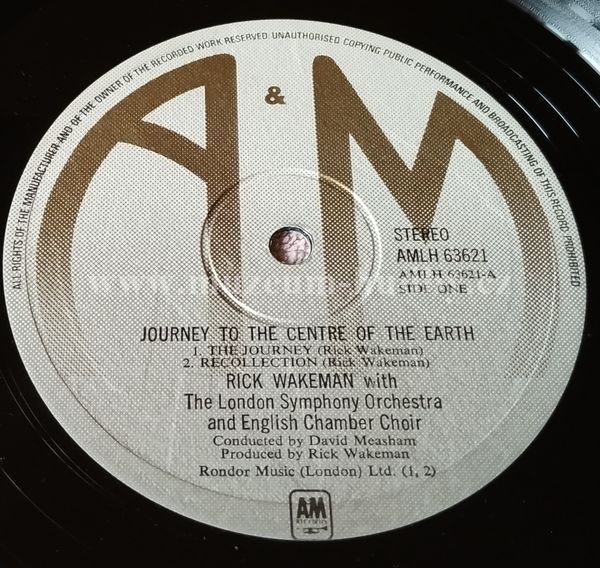 ALL RIGHTS OF THE MANUFACTURER AND OF THE OWNER OF THE RECORDED WORK RESERVED. UNAUTHORISED COPYING PUBLIC PERFORMANCE AND BROADCASTING OF THIS RECORD PROHIBITED
A & M
STEREO
AMLH 63621
AMLH 63621-A
SIDE ONE
JOURNEY TO THE CENTRE OF THE EARTH
1. THE JOURNEY (Rick Wakeman)
2. RECOLLECTION (Rick Wakeman)
RICK WAKEMAN with
The London Symphony Orchestra
and English Chamber Choir
Conducted by David Measham
Produced by Rick Wakeman
Rondor Music (London) Ltd. (1, 2)
AM
RECORDS